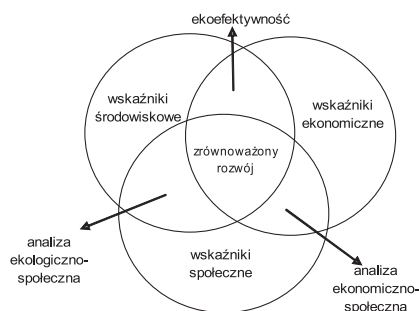 ekoefektywność
wskaźniki
środowiskowe
wskaźniki
ekonomiczne
zrównoważony
rozwój
analiza
ekologiczno-
społeczna
wskaźniki
społeczne
analiza
ekonomiczno-
społeczna